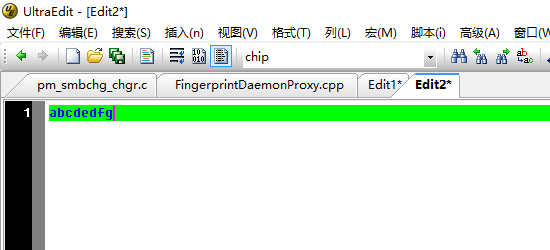 UltraEdit - [Edit2*]
文件(F) 编辑(E) 搜索(S) 插入(n) 视图(V) 格式(T) 列(L) 宏(M) 脚本(i) 高级(A) 窗口(W
chip
pm_smbchg_chgr.c FingerprintDaemonProxy.cpp Edit1* Edit2*
1 abcdedfg